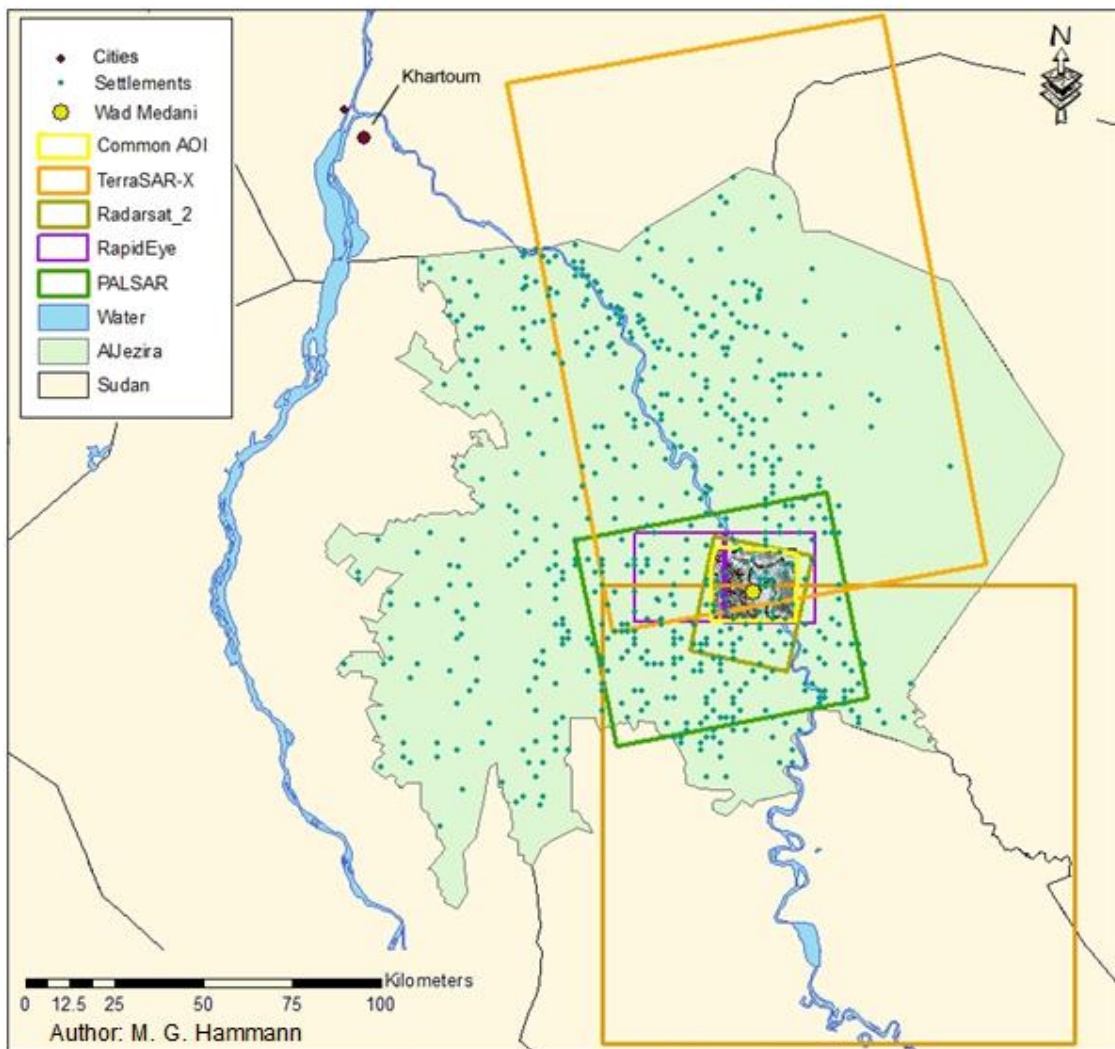 N
Cities
Settlements
Wad Medani
Common AOI
TerraSAR-X
Radarsat_2
RapidEye
PALSAR
Water
AlJezira
Sudan
Khartoum
Kilometers
0 12.5 25 50 75 100
Author: M. G. Hammann